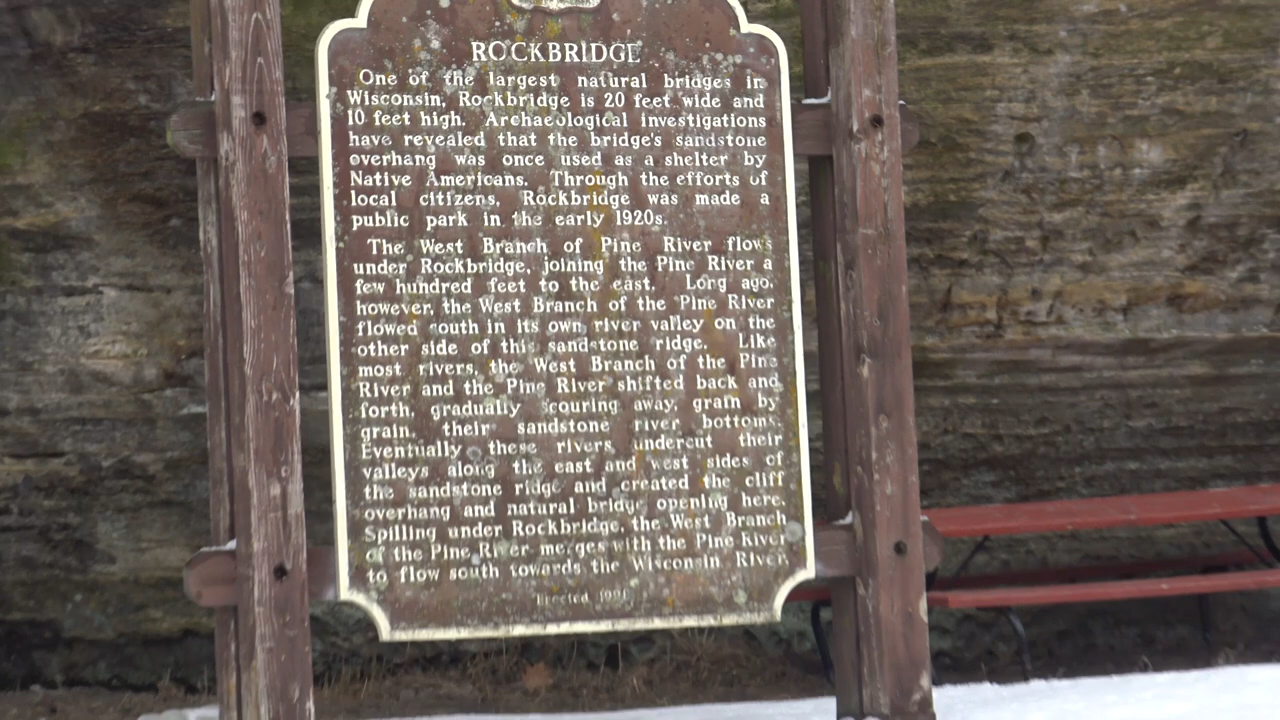 ROCKBRIDGE
One of the largest natural bridges in
Wisconsin, Rockbridge is 20 feet wide and
10 feet high. Archaeological investigations
have revealed that the bridge's sandstone
overhang was once used as a shelter by
Native Americans. Through the efforts of
local citizens, Rockbridge was made a
public park in the early 1920s.
The West Branch of Pine River flows
under Rockbridge, joining the Pine River a
few hundred feet to the east. Long ago,
however, the West Branch of the Pine River
flowed south in its own river valley on the
other side of this sandstone ridge. Like
most rivers, the West Branch of the Pine
River and the Pine River shifted back and
forth, gradually scouring away, grain by
grain, their sandstone river bottoms.
Eventually these rivers undercut their
valleys along the east and west sides of
the sandstone ridge and created the cliff
overhang and natural bridge opening here.
Spilling under Rockbridge, the West Branch
of the Pine River merges with the Pine River
to flow south towards the Wisconsin River
Erected